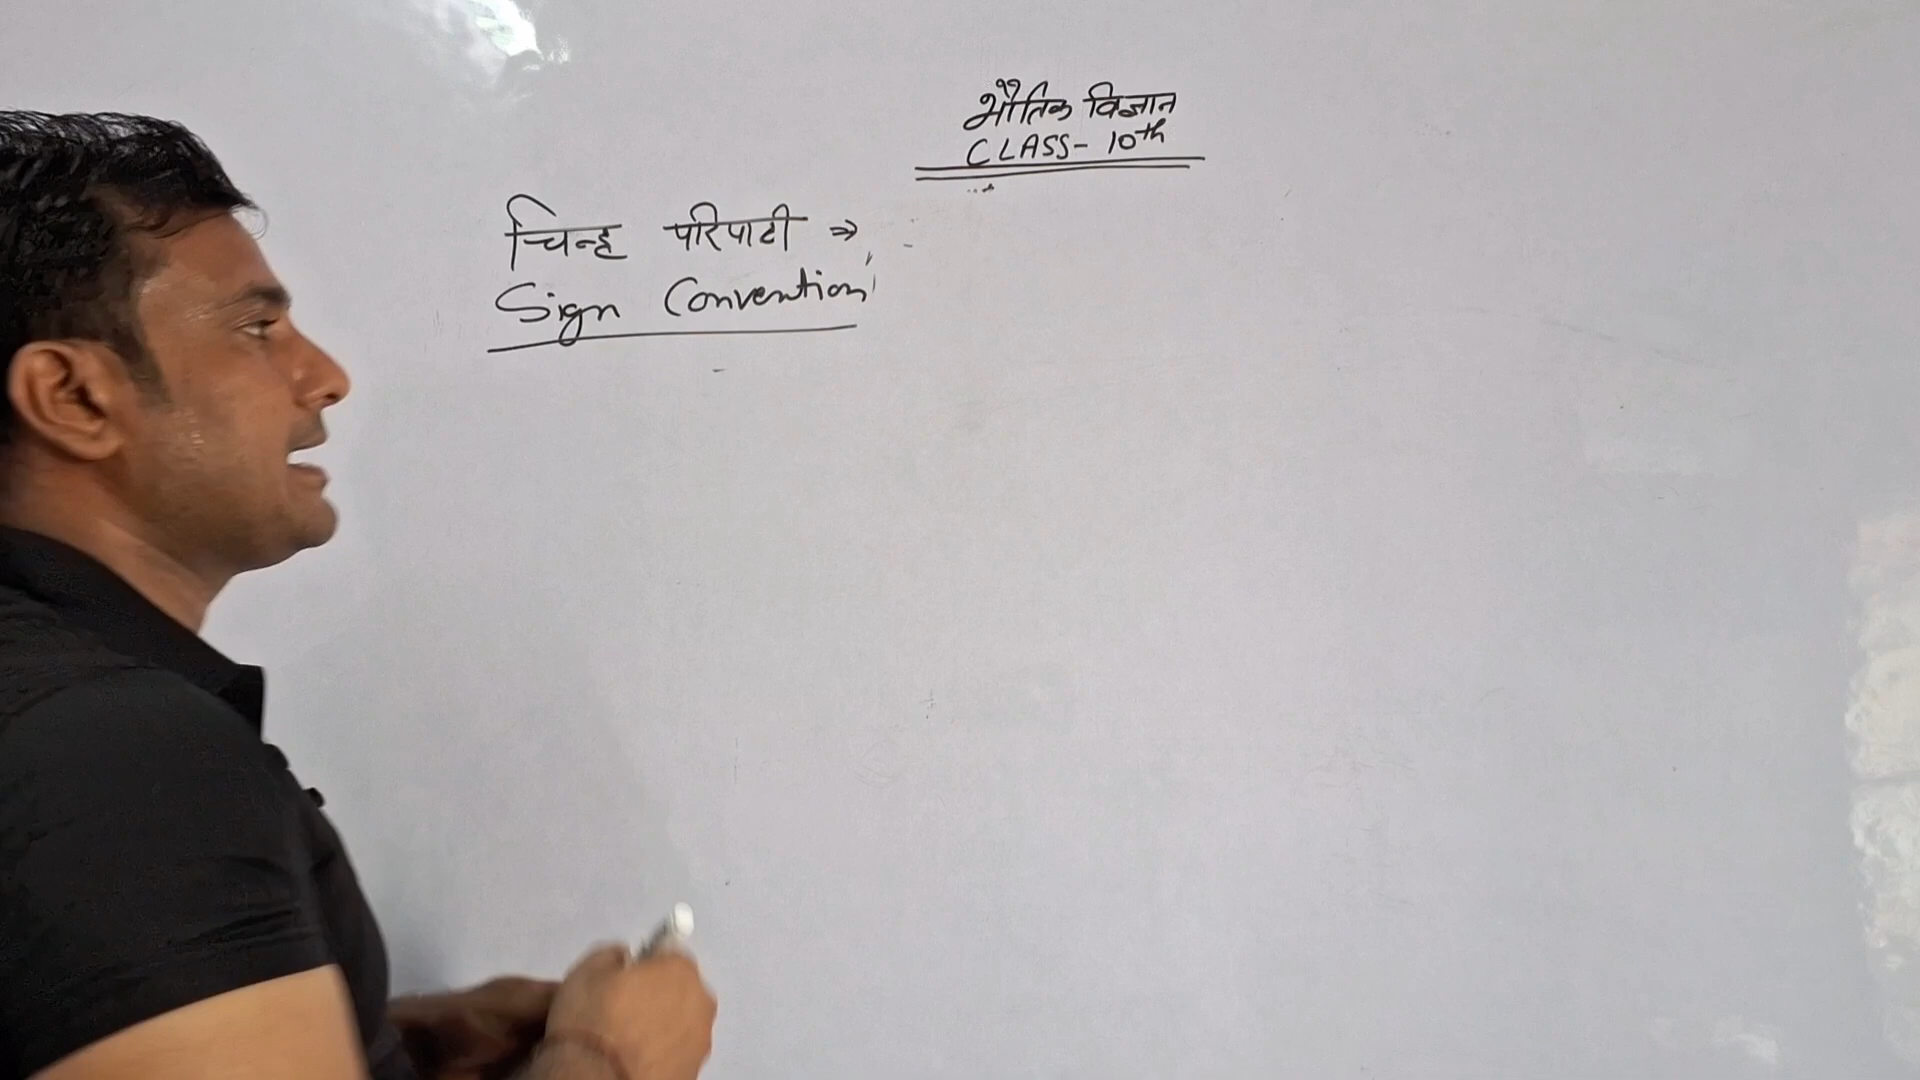 भौतिक विज्ञान
CLASS- 10th
चिन्ह परिपाटी ⇒
Sign Convention